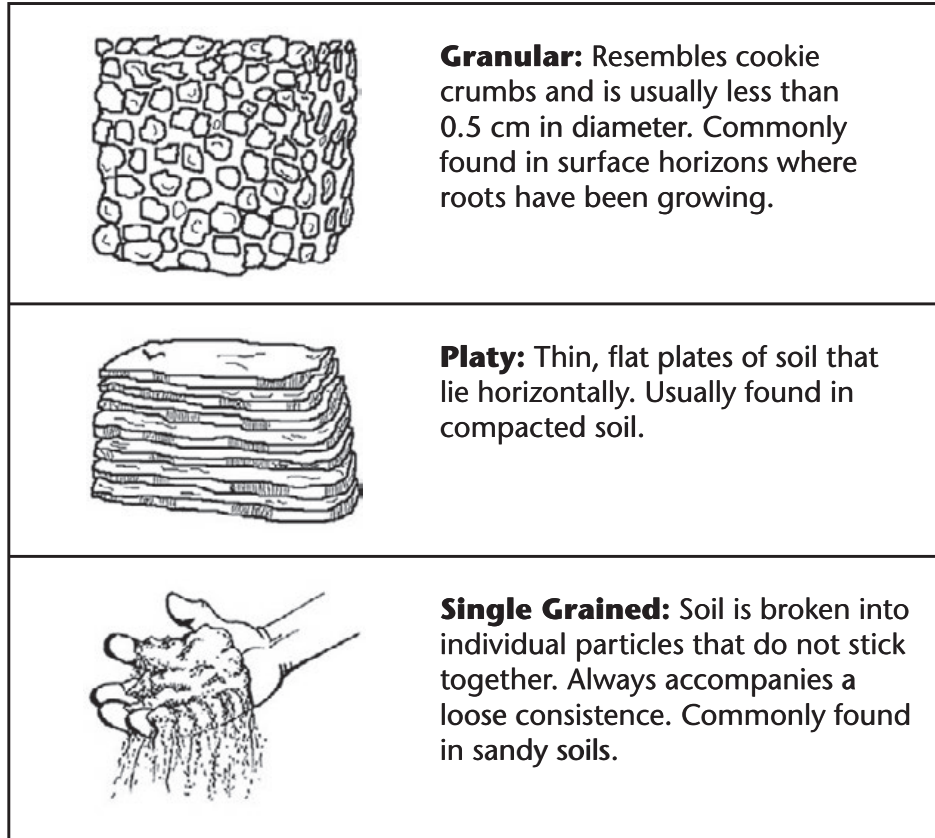 Granular: Resembles cookie
crumbs and is usually less than
0.5 cm in diameter. Commonly
found in surface horizons where
roots have been growing.
Platy: Thin, flat plates of soil that
lie horizontally. Usually found in
compacted soil.
Single Grained: Soil is broken into
individual particles that do not stick
together. Always accompanies a
loose consistence. Commonly found
in sandy soils.